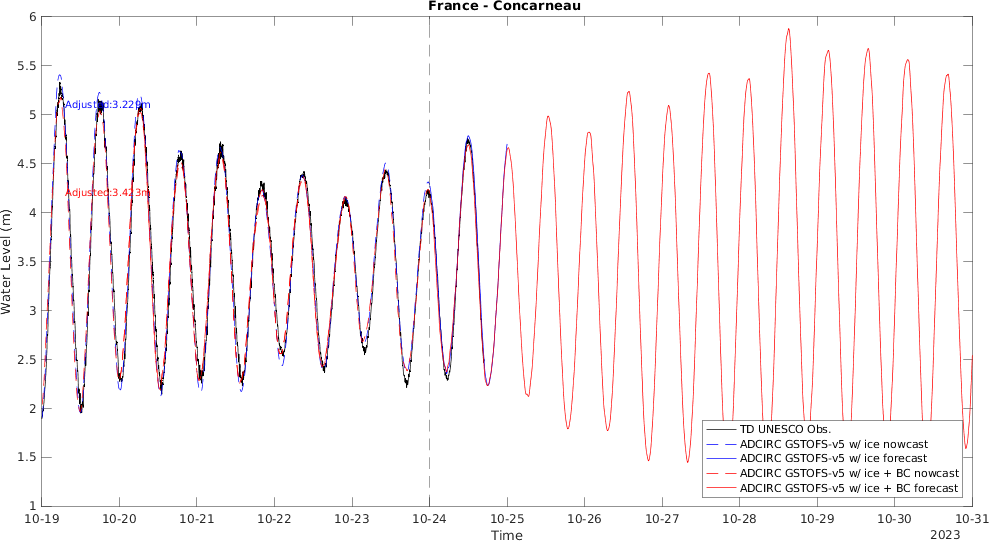 France - Concarneau
Water Level (m)
6
5.5
5
4.5
4
3.5
3
2.5
2
1.5
1
Adjusted:3.229m
Adjusted:3.423m
TD UNESCO Obs.
ADCIRC GSTOFS-v5 w/ ice nowcast
ADCIRC GSTOFS-v5 w/ ice forecast
ADCIRC GSTOFS-v5 w/ ice + BC nowcast
ADCIRC GSTOFS-v5 w/ ice + BC forecast
10-19 10-20 10-21 10-22 10-23 10-24 10-25 10-26 10-27 10-28 10-29 10-30 10-31
Time
2023